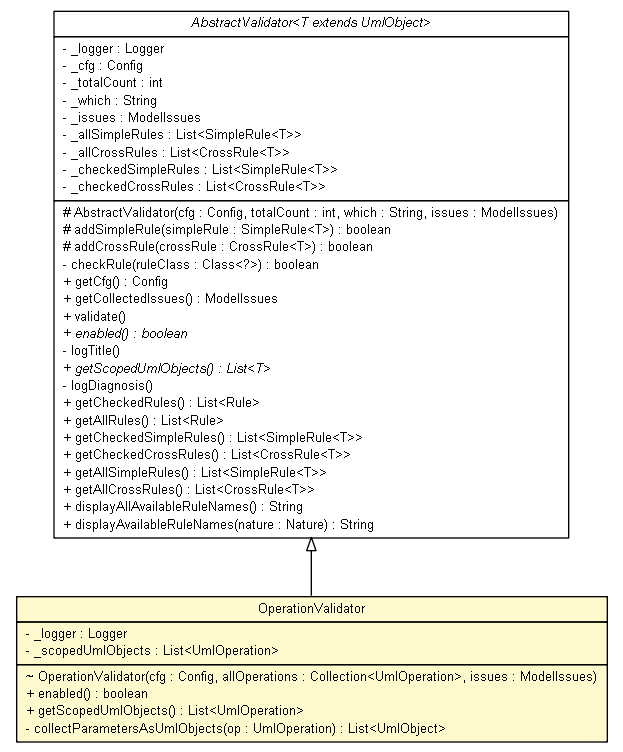 AbstractValidator<T extends UmlObject>
- _logger : Logger
- _cfg : Config
- _totalCount : int
- _which : String
- _issues : ModelIssues
- _allSimpleRules : List<SimpleRule<T>>
- _allCrossRules : List<CrossRule<T>>
- _checkedSimpleRules : List<SimpleRule<T>>
- _checkedCrossRules : List<CrossRule<T>>
# AbstractValidator(cfg : Config, totalCount : int, which : String, issues : ModelIssues)
# addSimpleRule(simpleRule : SimpleRule<T>) : boolean
# addCrossRule(crossRule : CrossRule<T>) : boolean
- checkRule(ruleClass : Class<?>) : boolean
+ getCfg() : Config
+ getCollectedIssues() : ModelIssues
+ validate()
+ enabled() : boolean
- logTitle()
+ getScopedUmlObjects() : List<T>
- logDiagnosis()
+ getCheckedRules() : List<Rule>
+ getAllRules() : List<Rule>
+ getCheckedSimpleRules() : List<SimpleRule<T>>
+ getCheckedCrossRules() : List<CrossRule<T>>
+ getAllSimpleRules() : List<SimpleRule<T>>
+ getAllCrossRules() : List<CrossRule<T>>
+ displayAllAvailableRuleNames() : String
+ displayAvailableRuleNames(nature : Nature) : String
OperationValidator
- _logger : Logger
- _scopedUmlObjects : List<UmlOperation>
~ OperationValidator(cfg : Config, allOperations : Collection<UmlOperation>, issues : ModelIssues)
+ enabled() : boolean
+ getScopedUmlObjects() : List<UmlOperation>
- collectParametersAsUmlObjects(op : UmlOperation) : List<UmlObject>